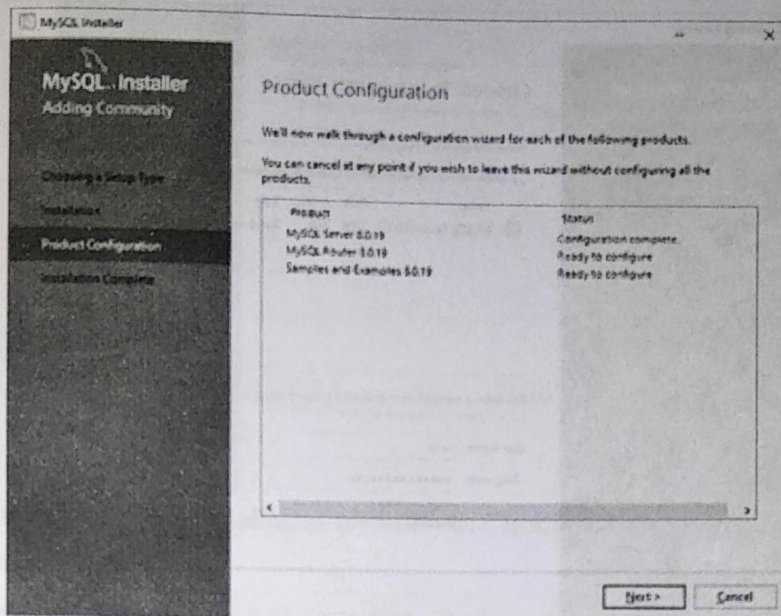 MySQL Installer
MySQL Installer
Adding Community
Choosing a Setup Type
Installation
Product Configuration
Installation Complete
Product Configuration
We'll now walk through a configuration wizard for each of the following products.
You can cancel at any point if you wish to leave this wizard without configuring all the
products.
Product Status
MySQL Server 8.0.19 Configuration complete.
MySQL Router 8.0.19 Ready to configure
Samples and Examples 8.0.19 Ready to configure
Next > Cancel